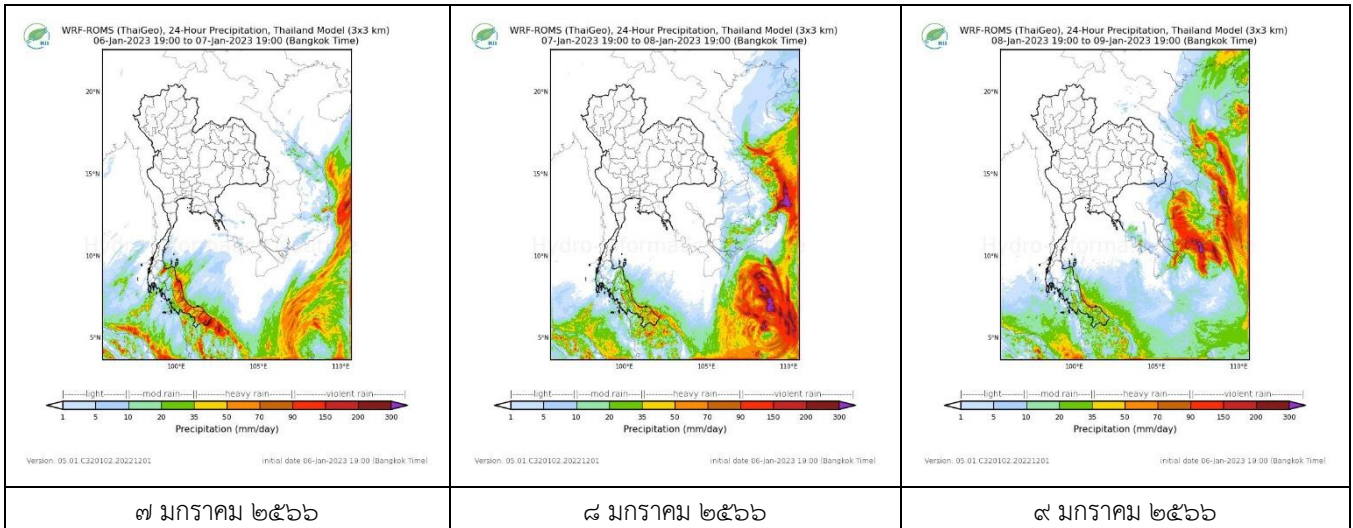 WRF-ROMS (ThaiGeo), 24-Hour Precipitation, Thailand Model (3x3 km)
06-Jan-2023 19:00 to 07-Jan-2023 19:00 (Bangkok Time)
20°N
15°N
10°N
5°N
100°E 105°E 110°E
|------light------||---mod rain---||------heavy rain------||------violent rain------|
1 5 10 20 35 50 70 90 150 200 300
Precipitation (mm/day)
Version: 05.01.C320102.20221201 initial date 06-Jan-2023 19:00 (Bangkok Time)
๗ มกราคม ๒๕๖๖
WRF-ROMS (ThaiGeo), 24-Hour Precipitation, Thailand Model (3x3 km)
07-Jan-2023 19:00 to 08-Jan-2023 19:00 (Bangkok Time)
20°N
15°N
10°N
5°N
100°E 105°E 110°E
|------light------||---mod rain---||------heavy rain------||------violent rain------|
1 5 10 20 35 50 70 90 150 200 300
Precipitation (mm/day)
Version: 05.01.C320102.20221201 initial date 06-Jan-2023 19:00 (Bangkok Time)
๘ มกราคม ๒๕๖๖
WRF-ROMS (ThaiGeo), 24-Hour Precipitation, Thailand Model (3x3 km)
08-Jan-2023 19:00 to 09-Jan-2023 19:00 (Bangkok Time)
20°N
15°N
10°N
5°N
100°E 105°E 110°E
|------light------||---mod rain---||------heavy rain------||------violent rain------|
1 5 10 20 35 50 70 90 150 200 300
Precipitation (mm/day)
Version: 05.01.C320102.20221201 initial date 06-Jan-2023 19:00 (Bangkok Time)
๙ มกราคม ๒๕๖๖